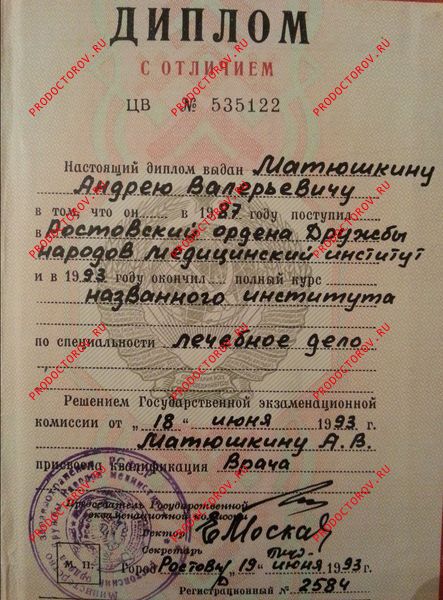 ДИПЛОМ
С ОТЛИЧИЕМ
ЦВ № 535122
Настоящий диплом выдан Матюшкину
Андрею Валерьевичу
в том, что он в 1987 году поступил
в Ростовский ордена Дружбы
народов медицинский институт
и в 1993 году окончил полный курс
названного института
по специальности лечебное дело
Решением Государственной экзаменационной
комиссии от „18“ июня 1993 г.
Матюшкину А.В.
присвоена квалификация Врача
Председатель Государственной
экзаменационной комиссии
Ректор
Секретарь
М. П. Город Ростов „19“ июня 1993 г.
Регистрационный № 2584
PRODOCTOROV.RU